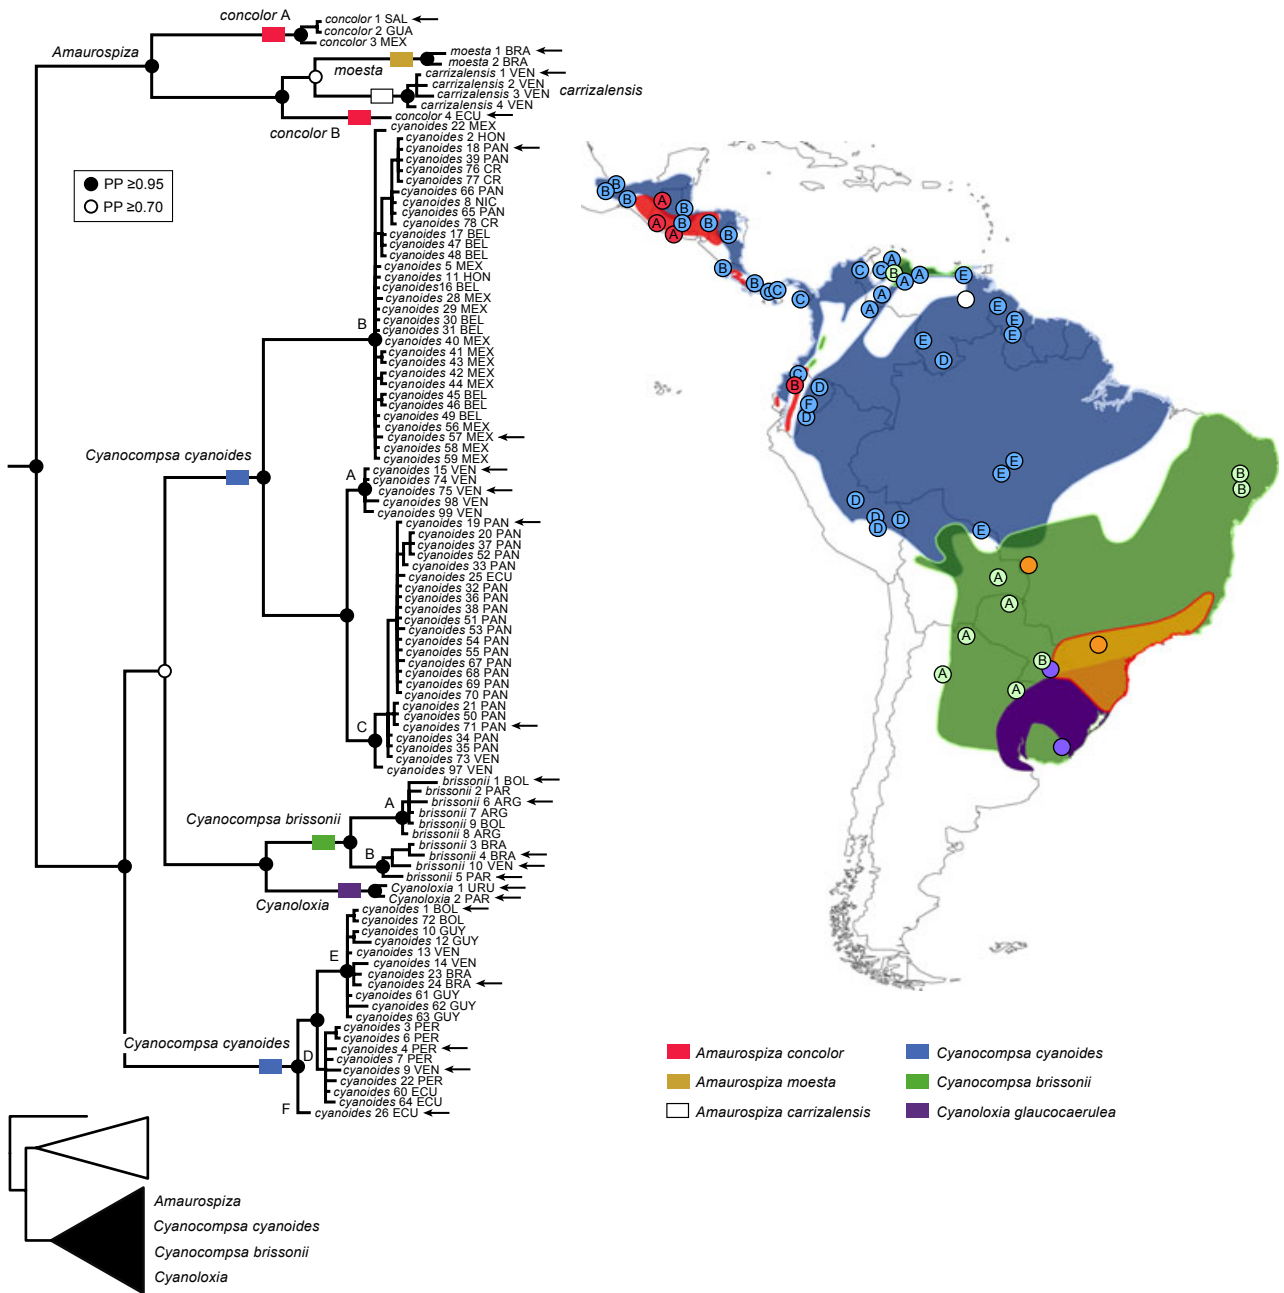 concolor A
concolor 1 SAL
concolor 2 GUA
concolor 3 MEX
Amaurospiza
moesta 1 BRA
moesta 2 BRA
moesta
carrizalensis 1 VEN
carrizalensis 2 VEN
carrizalensis 3 VEN
carrizalensis 4 VEN
carrizalensis
concolor 4 ECU
concolor B
PP ≥0.95
PP ≥0.70
cyanoides 22 MEX
cyanoides 2 HON
cyanoides 18 PAN
cyanoides 39 PAN
cyanoides 76 CR
cyanoides 77 CR
cyanoides 66 PAN
cyanoides 8 NIC
cyanoides 65 PAN
cyanoides 78 CR
cyanoides 17 BEL
cyanoides 47 BEL
cyanoides 48 BEL
cyanoides 5 MEX
cyanoides 11 HON
cyanoides16 BEL
cyanoides 28 MEX
cyanoides 29 MEX
cyanoides 30 BEL
cyanoides 31 BEL
B
cyanoides 40 MEX
cyanoides 41 MEX
cyanoides 43 MEX
cyanoides 42 MEX
cyanoides 44 MEX
cyanoides 45 BEL
cyanoides 46 BEL
cyanoides 49 BEL
cyanoides 56 MEX
cyanoides 57 MEX
cyanoides 58 MEX
cyanoides 59 MEX
Cyanocompsa cyanoides
A
cyanoides 15 VEN
cyanoides 74 VEN
cyanoides 75 VEN
cyanoides 98 VEN
cyanoides 99 VEN
cyanoides 19 PAN
cyanoides 20 PAN
cyanoides 37 PAN
cyanoides 52 PAN
cyanoides 33 PAN
cyanoides 25 ECU
cyanoides 32 PAN
cyanoides 36 PAN
cyanoides 38 PAN
cyanoides 51 PAN
cyanoides 53 PAN
cyanoides 54 PAN
cyanoides 55 PAN
cyanoides 67 PAN
cyanoides 68 PAN
cyanoides 69 PAN
cyanoides 70 PAN
cyanoides 21 PAN
cyanoides 50 PAN
cyanoides 71 PAN
C
cyanoides 34 PAN
cyanoides 35 PAN
cyanoides 73 VEN
cyanoides 97 VEN
Cyanocompsa brissonii
A
brissonii 1 BOL
brissonii 2 PAR
brissonii 6 ARG
brissonii 7 ARG
brissonii 9 BOL
brissonii 8 ARG
B
brissonii 3 BRA
brissonii 4 BRA
brissonii 10 VEN
brissonii 5 PAR
Cyanoloxia
Cyanoloxia 1 URU
Cyanoloxia 2 PAR
cyanoides 1 BOL
cyanoides 72 BOL
cyanoides 10 GUY
cyanoides 12 GUY
E
cyanoides 13 VEN
cyanoides 14 VEN
cyanoides 23 BRA
cyanoides 24 BRA
cyanoides 61 GUY
cyanoides 62 GUY
cyanoides 63 GUY
Cyanocompsa cyanoides
D
cyanoides 3 PER
cyanoides 6 PER
cyanoides 4 PER
cyanoides 7 PER
cyanoides 9 VEN
cyanoides 22 PER
cyanoides 60 ECU
cyanoides 64 ECU
F
cyanoides 26 ECU
Amaurospiza
Cyanocompsa cyanoides
Cyanocompsa brissonii
Cyanoloxia
B
B
B
A
B
A
B
B
A
B
B
B
C
C
C
C
C
A
B
A
A
A
A
E
E
E
E
E
D
C
B
D
F
D
E
E
D
D
D
D
E
B
B
A
A
A
A
B
A
Amaurospiza concolor
Amaurospiza moesta
Amaurospiza carrizalensis
Cyanocompsa cyanoides
Cyanocompsa brissonii
Cyanoloxia glaucocaerulea